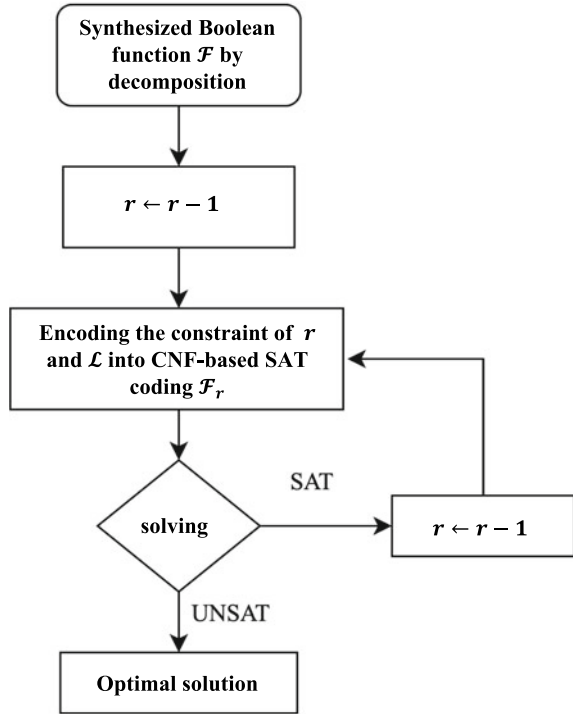 Synthesized Boolean
function ℱ by
decomposition
r ← r − 1
Encoding the constraint of r
and ℒ into CNF-based SAT
coding ℱᵣ
SAT
solving
r ← r − 1
UNSAT
Optimal solution